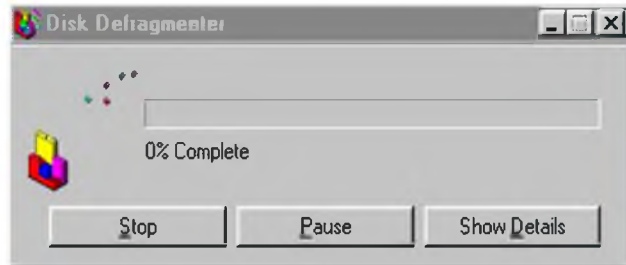 Disk Defragmenter
0% Complete
Stop
Pause
Show Details